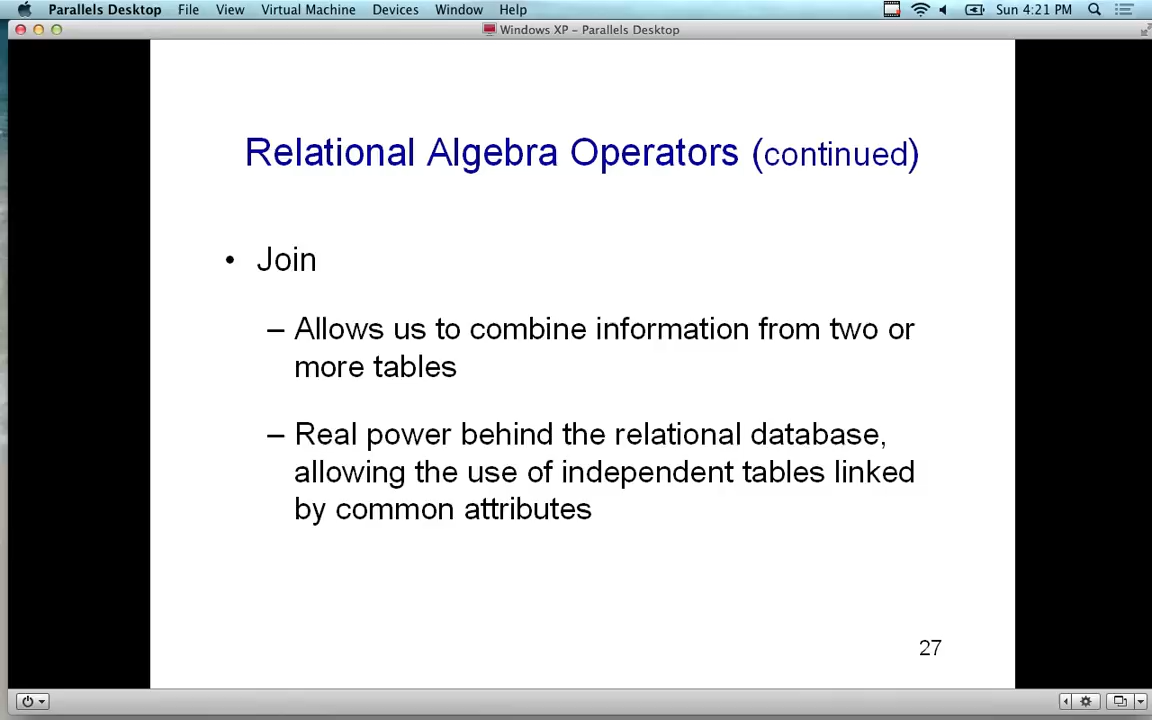 Parallels Desktop File View Virtual Machine Devices Window Help Sun 4:21 PM
Windows XP – Parallels Desktop
Relational Algebra Operators (continued)
• Join
– Allows us to combine information from two or
more tables
– Real power behind the relational database,
allowing the use of independent tables linked
by common attributes
27